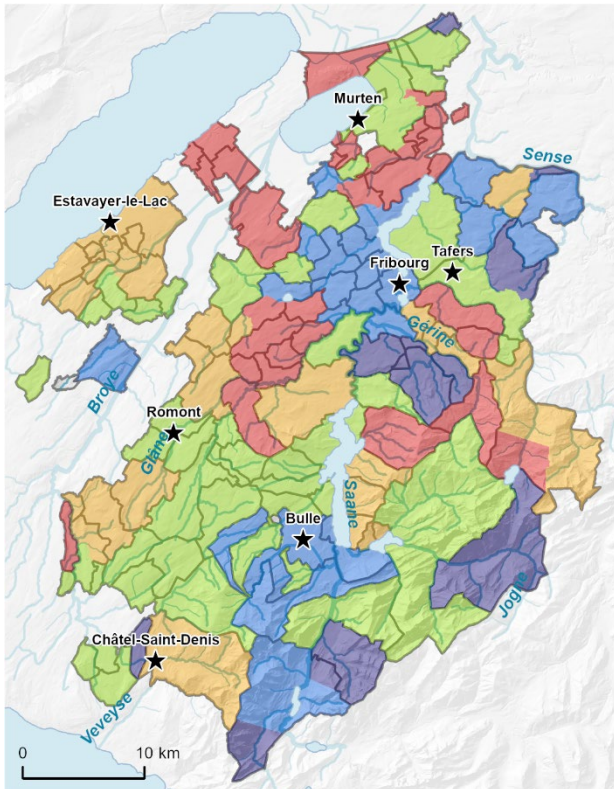 Murten
Sense
Estavayer-le-Lac
Tafers
Fribourg
Gérine
Broye
Romont
Glâne
Saane
Bulle
Jogne
Châtel-Saint-Denis
Veveyse
0 10 km